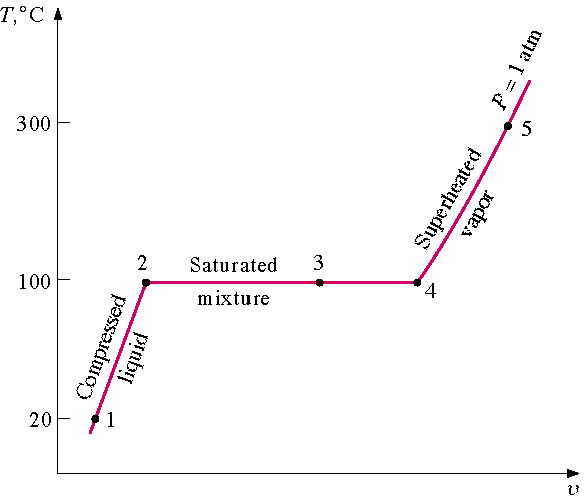 T,°C
P = 1 atm
300
5
Superheated
vapor
2
Saturated
3
100
mixture
4
Compressed
liquid
20
1
υ